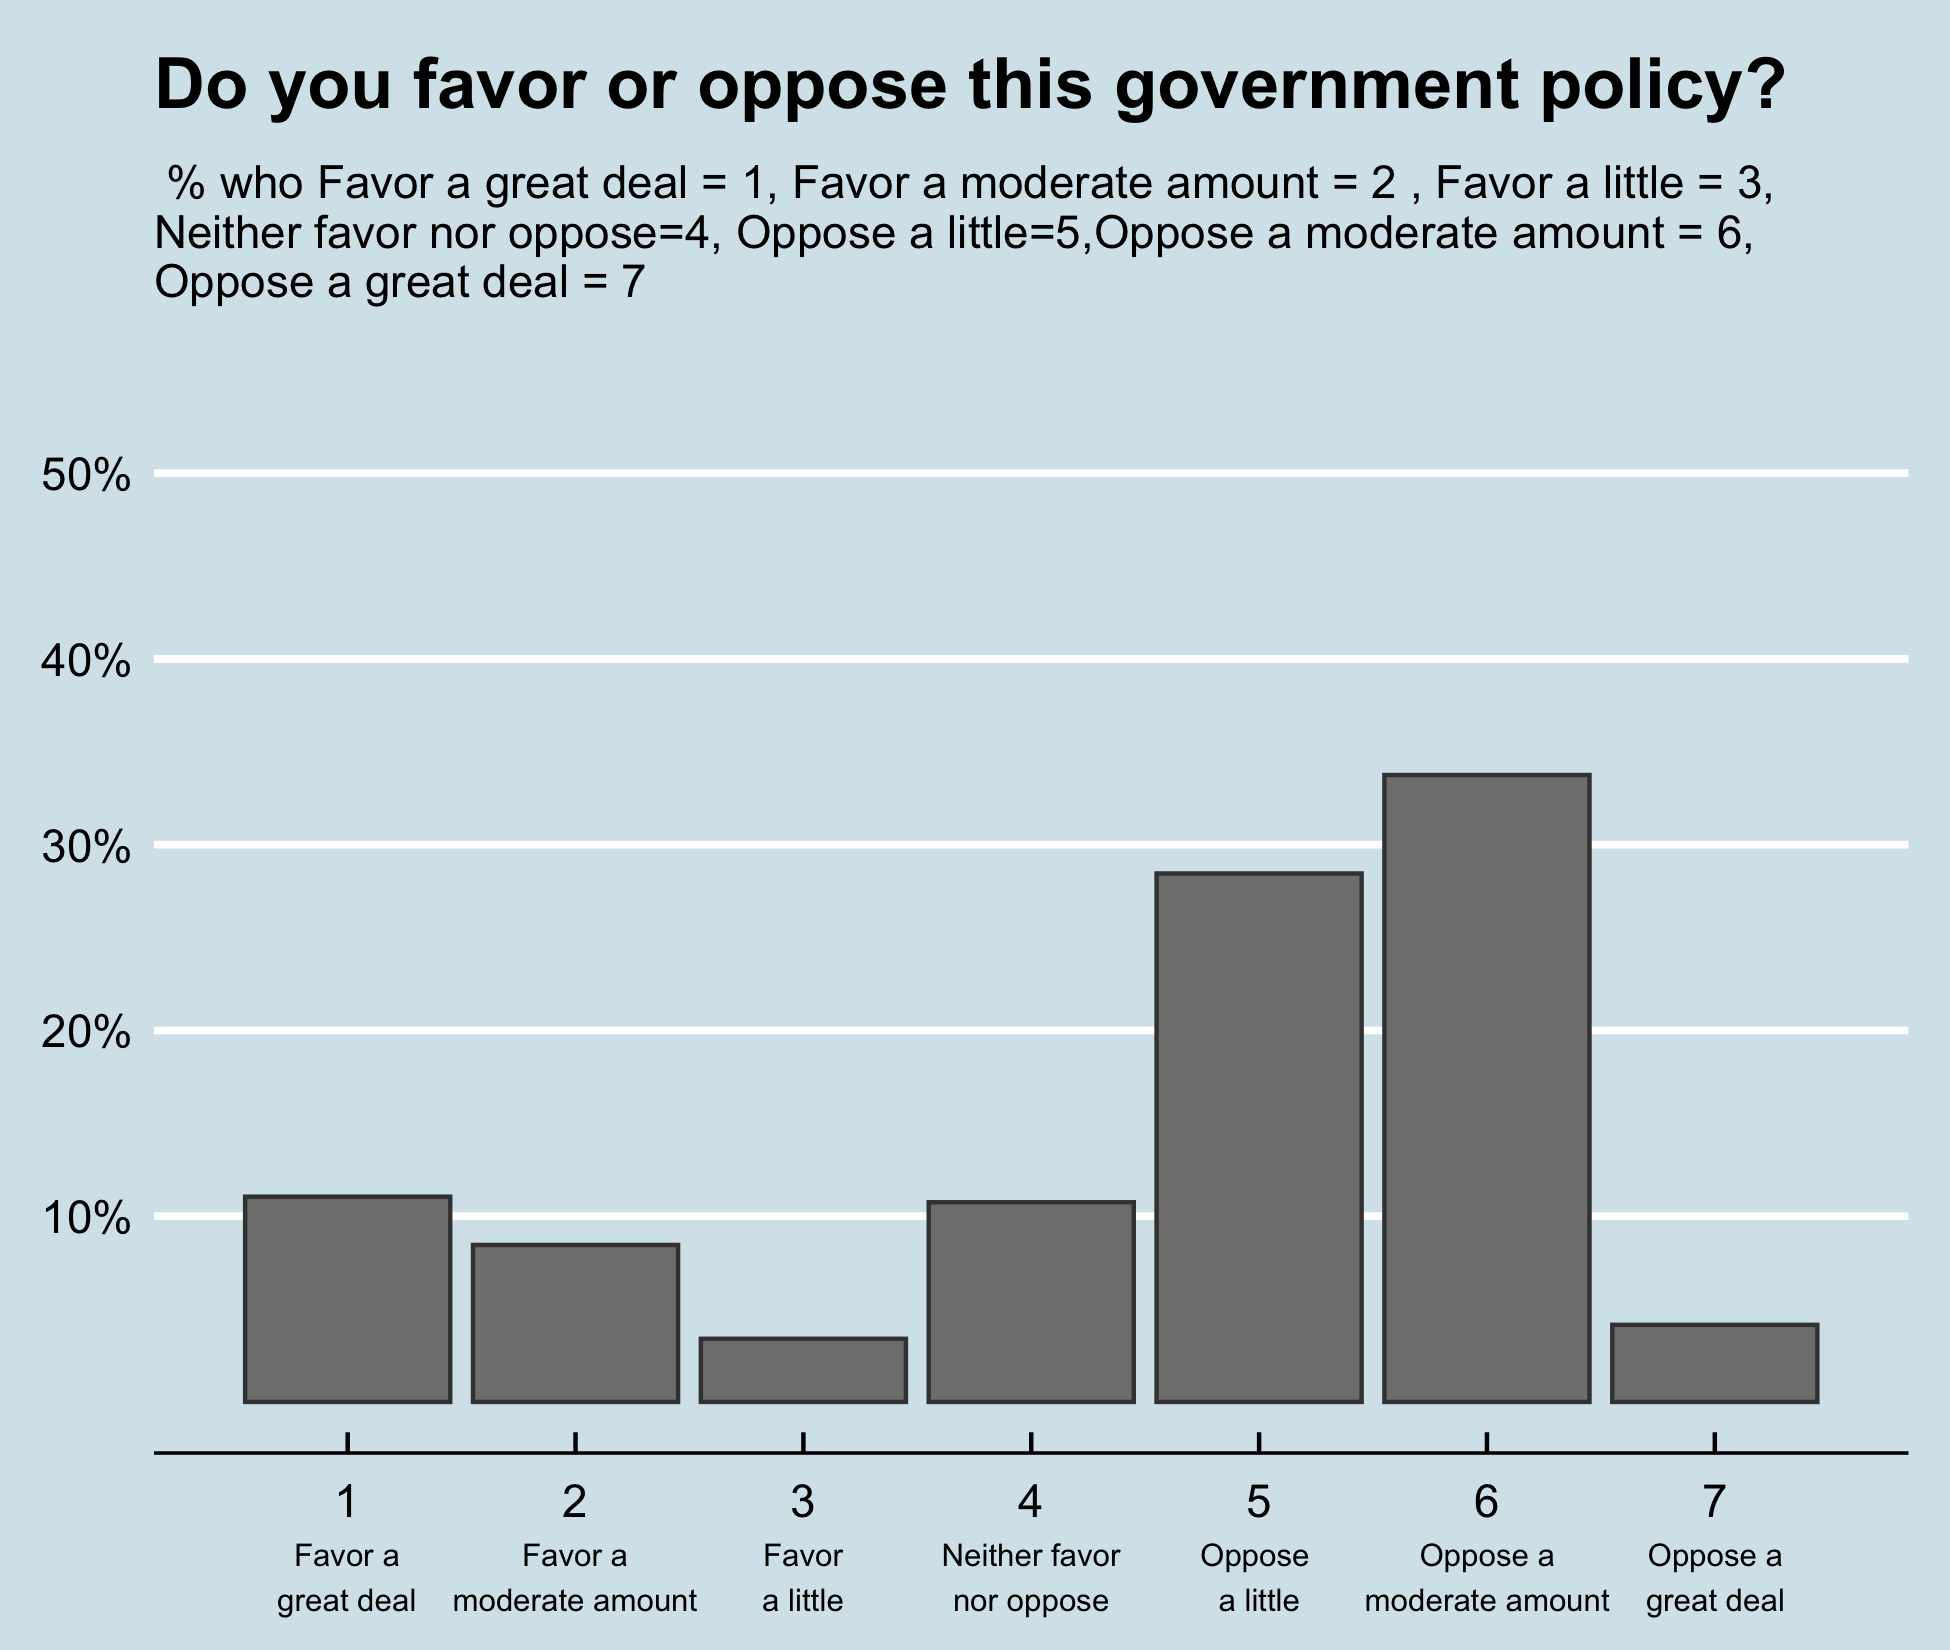 Do you favor or oppose this government policy?
% who Favor a great deal = 1, Favor a moderate amount = 2 , Favor a little = 3,
Neither favor nor oppose=4, Oppose a little=5,Oppose a moderate amount = 6,
Oppose a great deal = 7
50%
40%
30%
20%
10%
1 2 3 4 5 6 7
Favor a Favor a Favor Neither favor Oppose Oppose a Oppose a
great deal moderate amount a little nor oppose a little moderate amount great deal